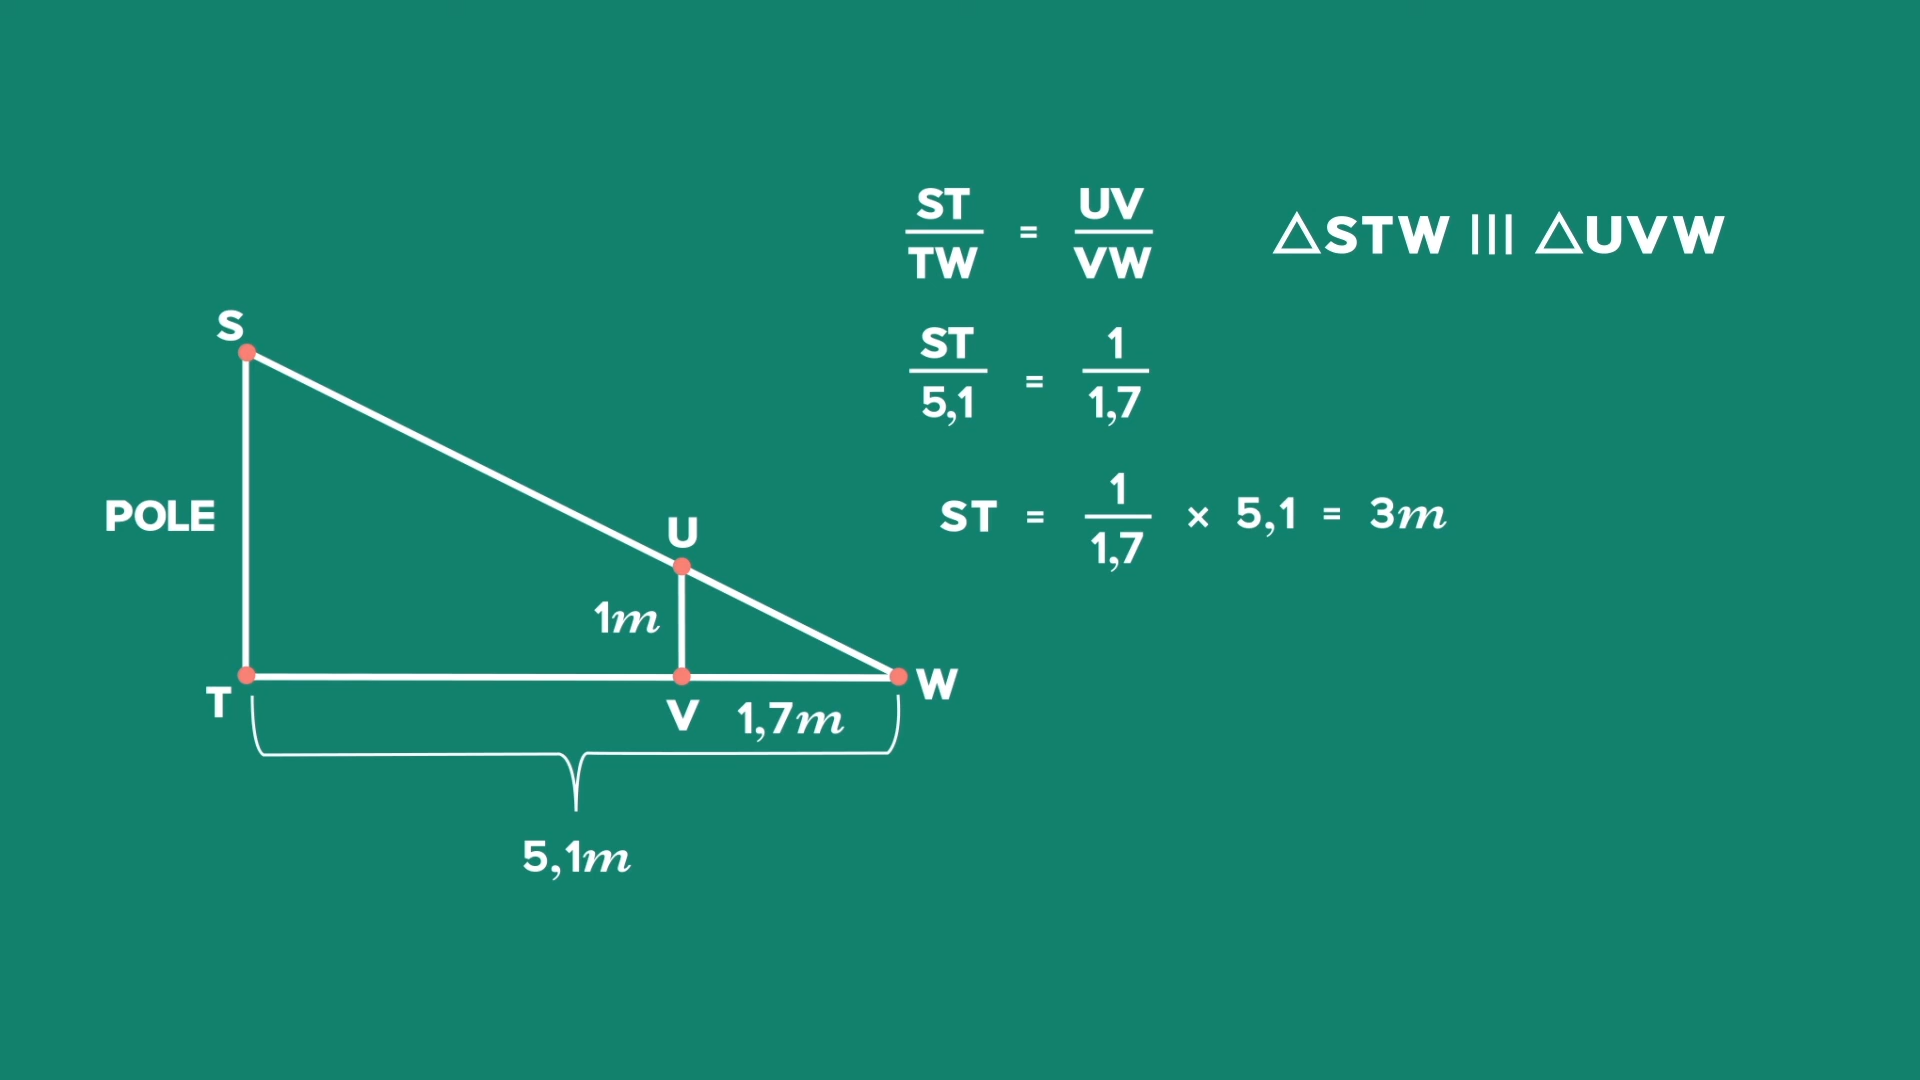 ST/TW = UV/VW △STW ||| △UVW
ST/5,1 = 1/1,7
ST = 1/1,7 × 5,1 = 3m
S
POLE
U
1m
T
V
1,7m
W
5,1m